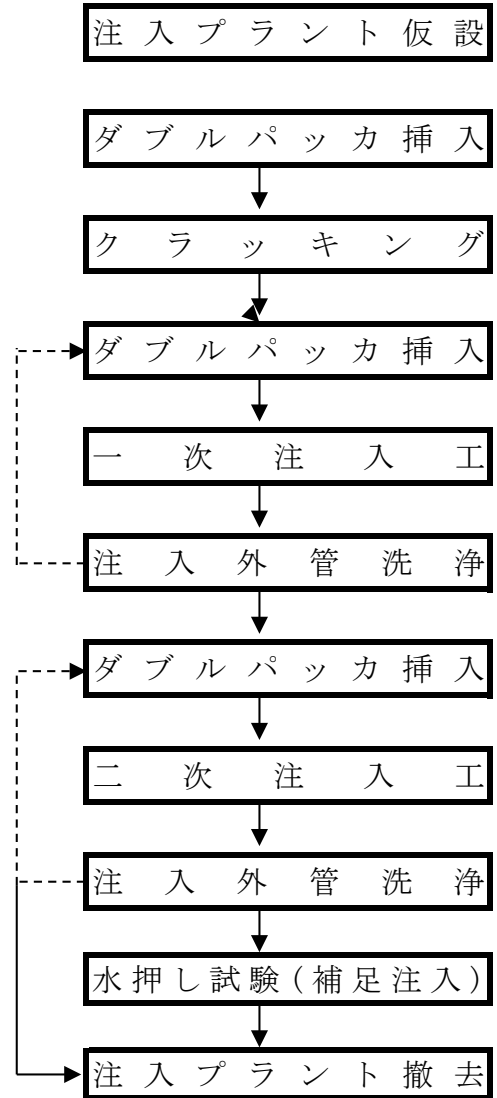 注入プラント仮設
ダブルパッカ挿入
クラッキング
ダブルパッカ挿入
一次注入工
注入外管洗浄
ダブルパッカ挿入
二次注入工
注入外管洗浄
水押し試験(補足注入)
注入プラント撤去